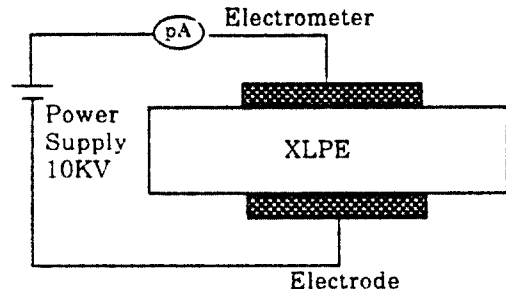 Electrometer
pA
Power
Supply
10KV
XLPE
Electrode